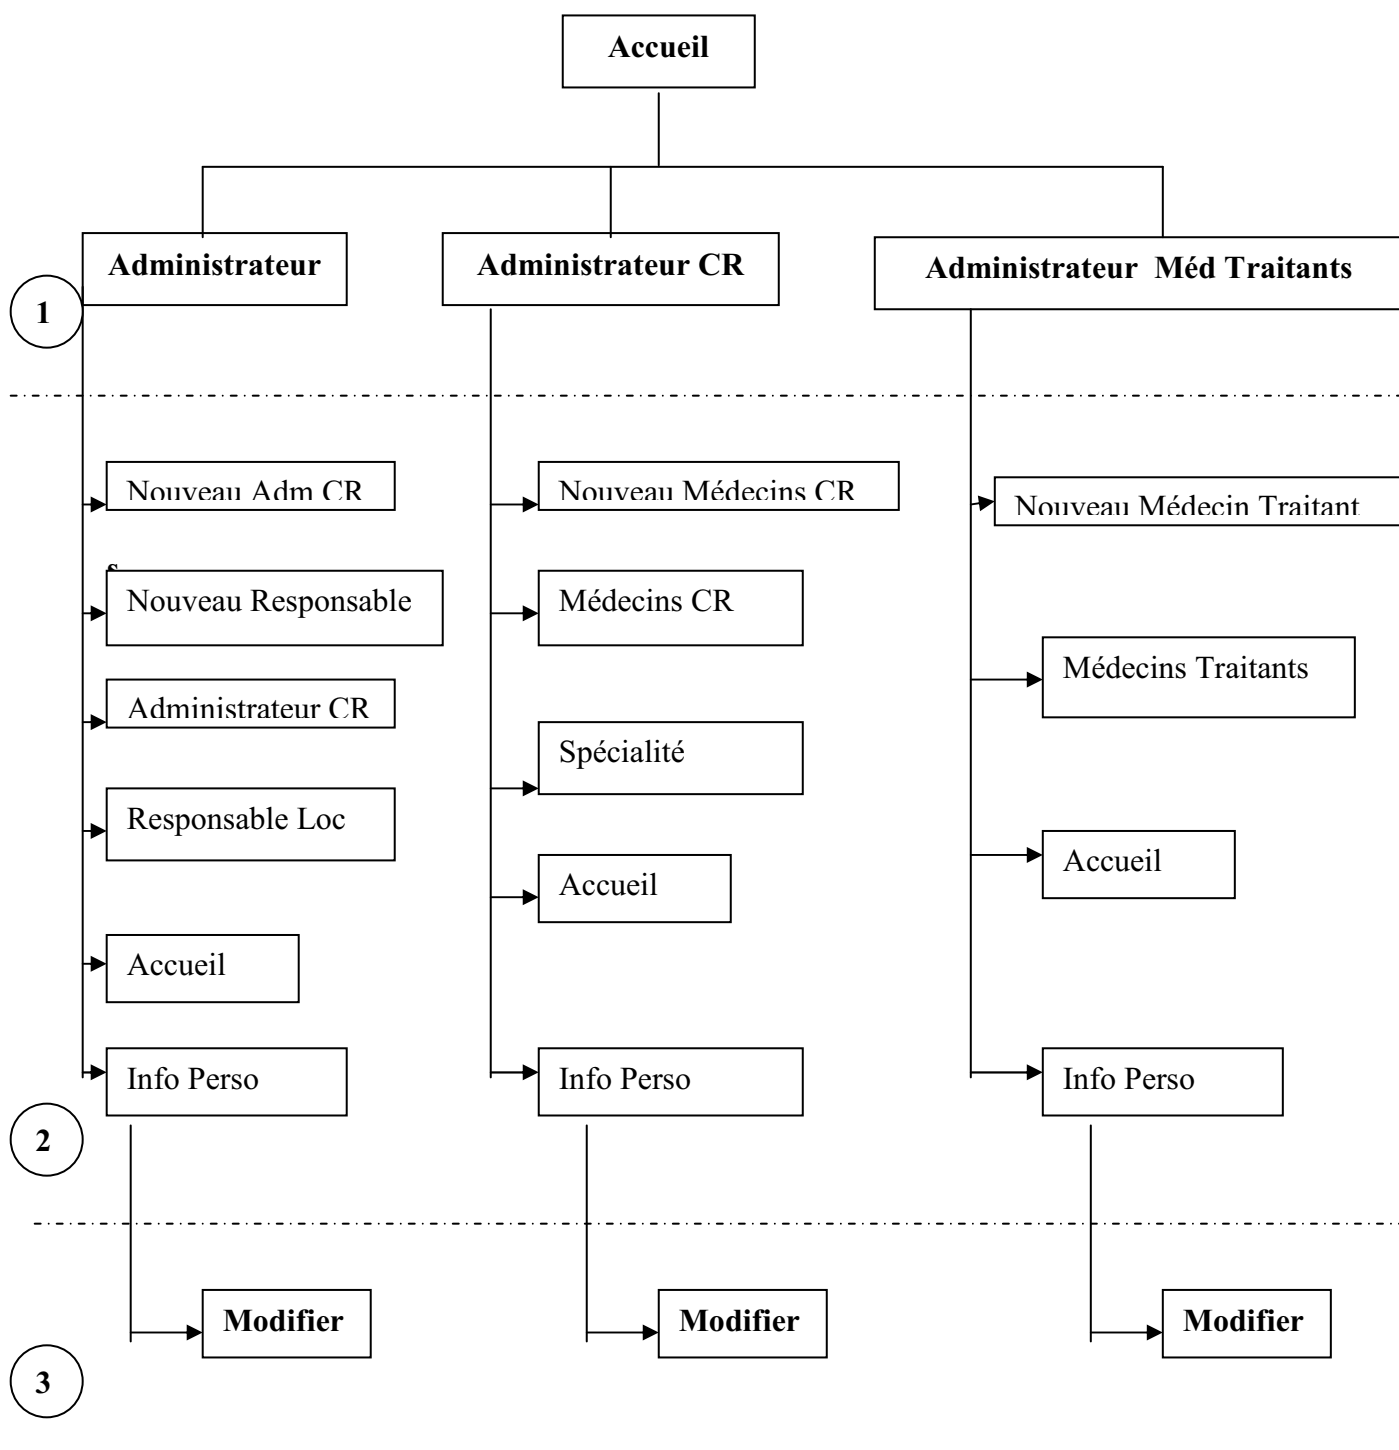 Accueil
Administrateur
Administrateur CR
Administrateur Méd Traitants
1
Nouveau Adm CR
s
Nouveau Responsable
Administrateur CR
Responsable Loc
Accueil
Info Perso
Nouveau Médecins CR
Médecins CR
Spécialité
Accueil
Info Perso
Nouveau Médecin Traitant
Médecins Traitants
Accueil
Info Perso
2
Modifier
Modifier
Modifier
3